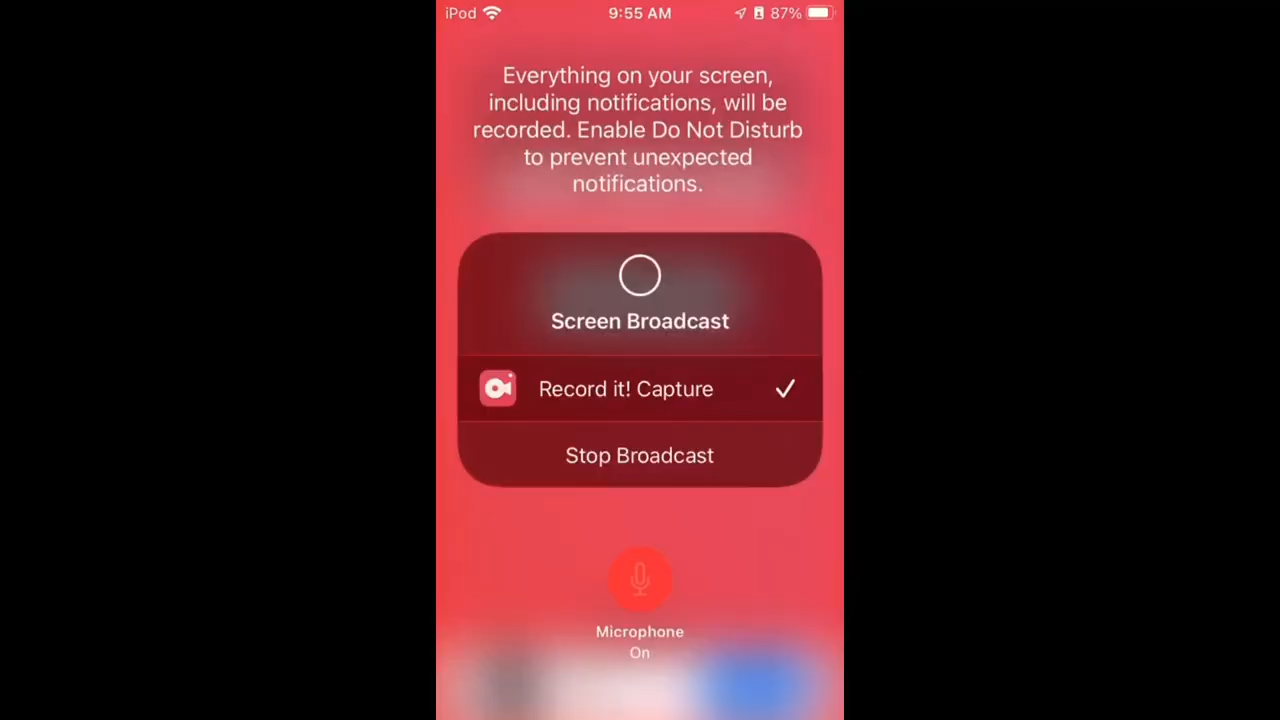 iPod 9:55 AM 87%
Everything on your screen,
including notifications, will be
recorded. Enable Do Not Disturb
to prevent unexpected
notifications.
Screen Broadcast
Record it! Capture
Stop Broadcast
Microphone
On